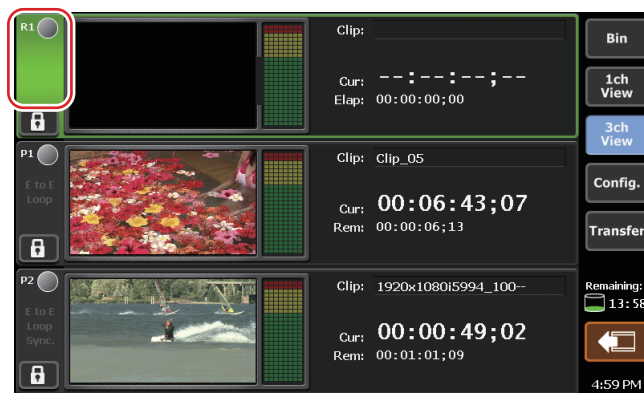 R1
Clip:
Cur: --:--:--;--
Elap: 00:00:00;00
P1
E to E
Loop
Clip: Clip_05
Cur: 00:06:43;07
Rem: 00:00:06;13
P2
E to E
Loop
Sync.
Clip: 1920x1080i5994_100--
Cur: 00:00:49;02
Rem: 00:01:01;09
Bin
1ch
View
3ch
View
Config.
Transfer
Remaining:
13:58
4:59 PM